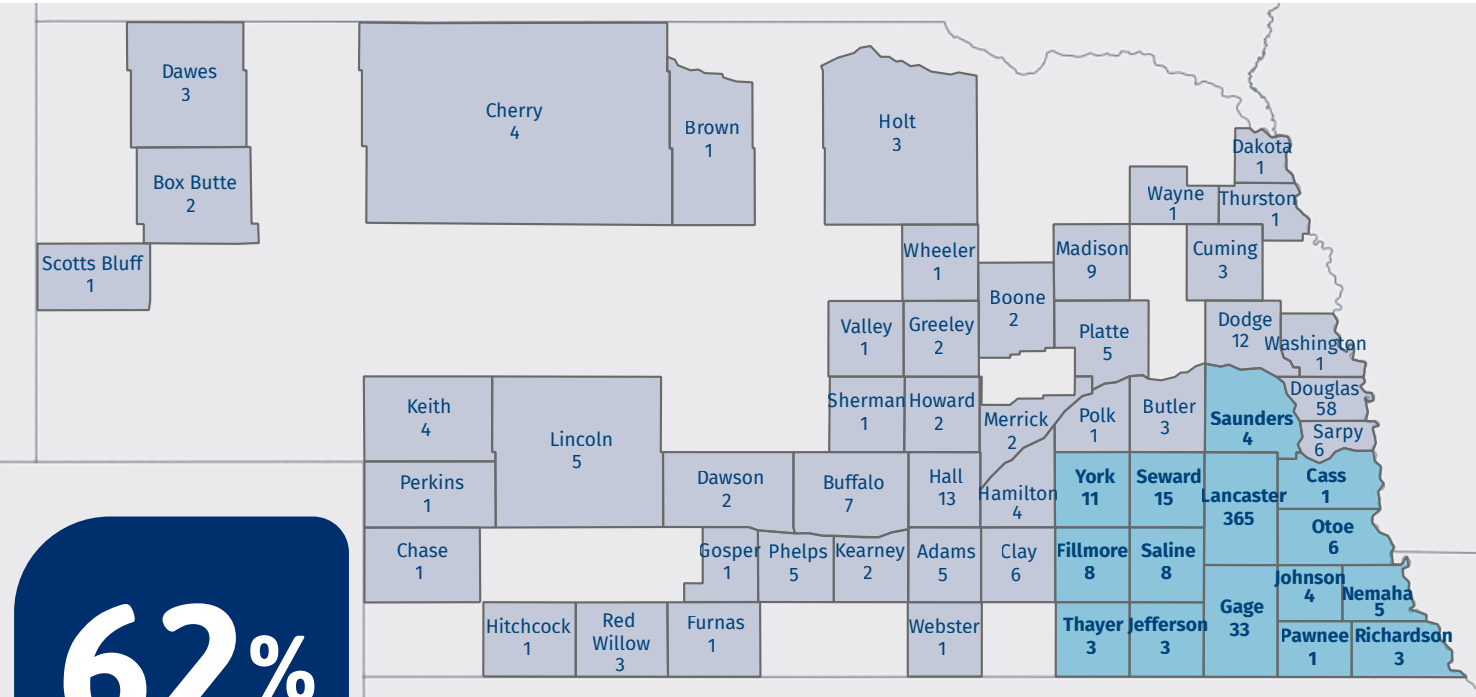 Dawes
3
Cherry
4
Brown
1
Holt
3
Dakota
1
Box Butte
2
Wayne
1
Thurston
1
Scotts Bluff
1
Wheeler
1
Madison
9
Cuming
3
Boone
2
Valley
1
Greeley
2
Platte
5
Dodge
12
Washington
1
Keith
4
Lincoln
5
Sherman
1
Howard
2
Merrick
2
Polk
1
Butler
3
Saunders
4
Douglas
58
Sarpy
6
Perkins
1
Dawson
2
Buffalo
7
Hall
13
Hamilton
4
York
11
Seward
15
Lancaster
365
Cass
1
Otoe
6
Chase
1
Gosper
1
Phelps
5
Kearney
2
Adams
5
Clay
6
Fillmore
8
Saline
8
Gage
33
Johnson
4
Nemaha
5
Hitchcock
1
Red
Willow
3
Furnas
1
Webster
1
Thayer
3
Jefferson
3
Pawnee
1
Richardson
3
62%